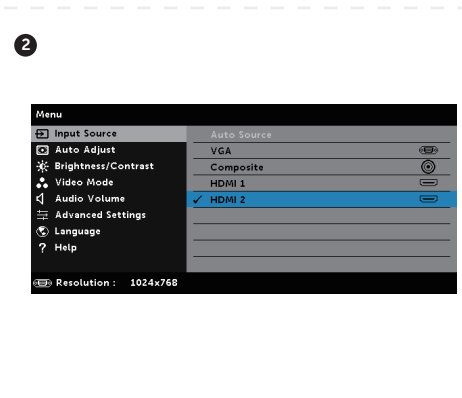 2
Menu
Input Source
Auto Adjust
Brightness/Contrast
Video Mode
Audio Volume
Advanced Settings
Language
? Help
Auto Source
VGA
Composite
HDMI 1
✓ HDMI 2
Resolution : 1024x768